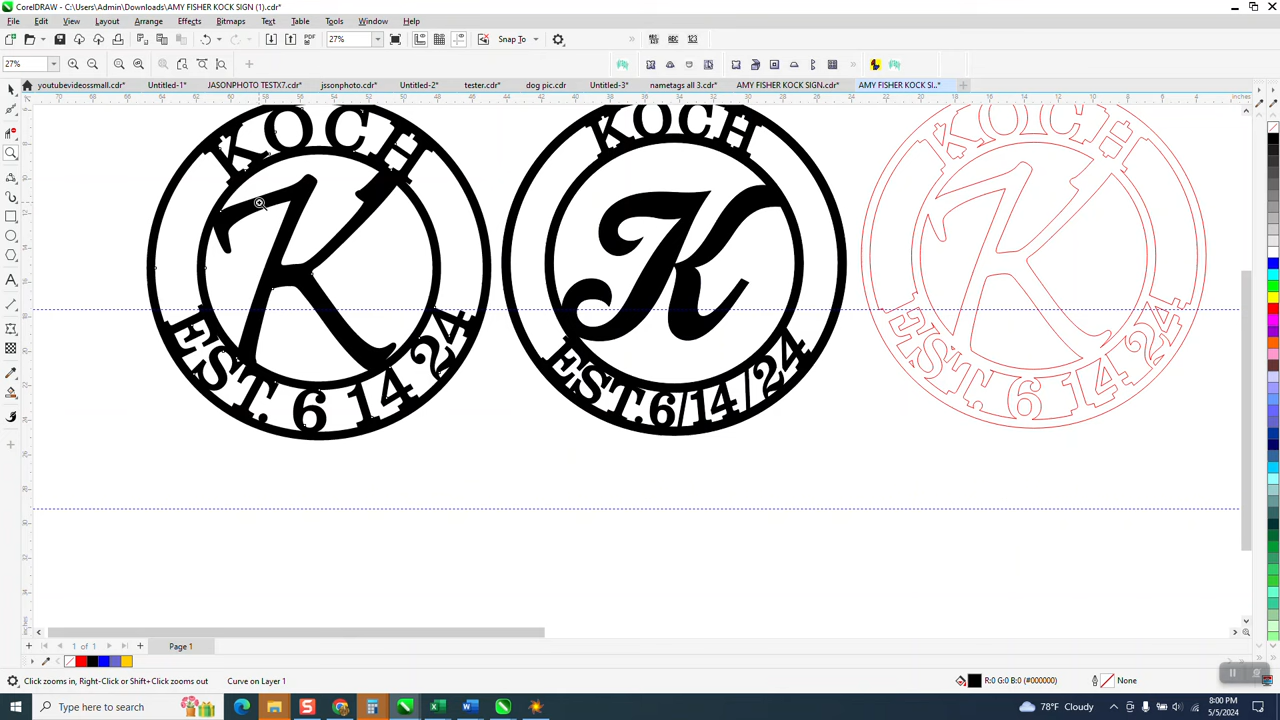 CorelDRAW - C:\Users\Admin\Downloads\AMY FISHER KOCK SIGN (1).cdr*
File Edit View Layout Arrange Effects Bitmaps Text Table Tools Window Help
27% PDF Snap To
27%
youtubevideossmall.cdr* Untitled-1* JASONPHOTO TESTX7.cdr* jssonphoto.cdr* Untitled-2* tester.cdr* dog pic.cdr Untitled-3* nametags all 3.cdr* AMY FISHER KOCK SIGN.cdr* AMY FISHER KOCK SI...*
inches
KOCH KOCH KOCH
K K K
EST. 6 14 24 EST. 6/14/24 EST. 6 14 24
1 of 1 Page 1
Click zooms in, Right-Click or Shift+Click zooms out Curve on Layer 1 R:0 G:0 B:0 (#000000) None
Type here to search 78°F Cloudy 8:00 PM
5/5/2024